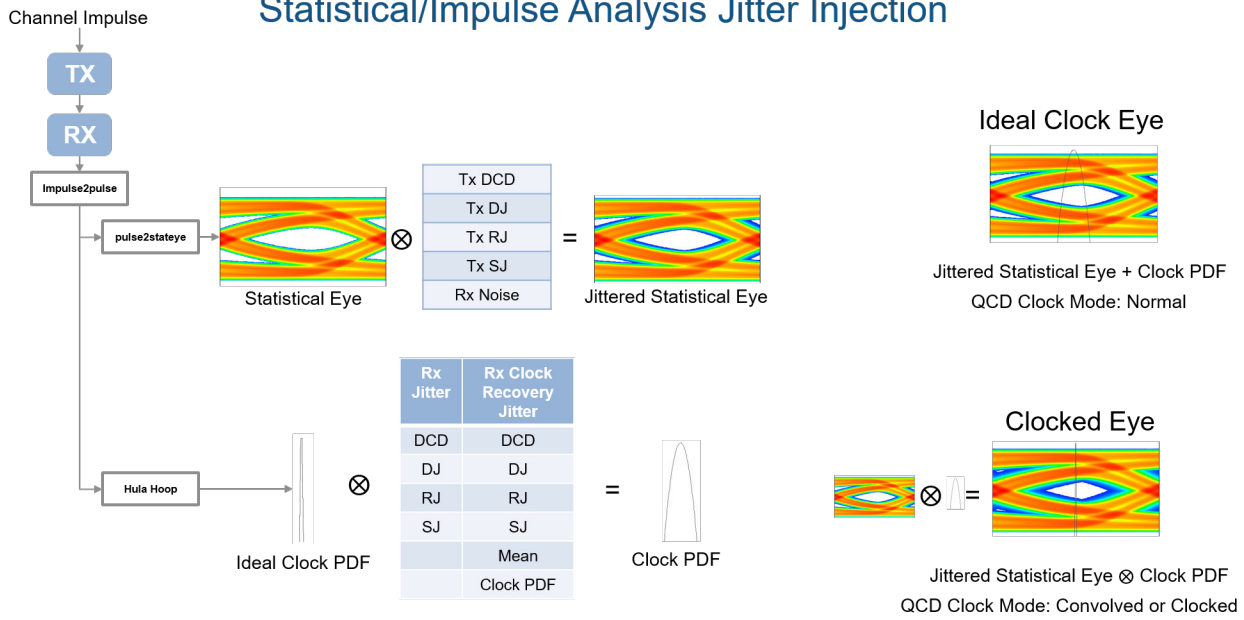 Statistical/Impulse Analysis Jitter Injection
Channel Impulse
TX
RX
Impulse2pulse
pulse2stateye
Statistical Eye
⊗
Tx DCD
Tx DJ
Tx RJ
Tx SJ
Rx Noise
=
Jittered Statistical Eye
Ideal Clock Eye
Jittered Statistical Eye + Clock PDF
QCD Clock Mode: Normal
Hula Hoop
Ideal Clock PDF
⊗
Rx Jitter
Rx Clock Recovery Jitter
DCD DCD
DJ DJ
RJ RJ
SJ SJ
Mean
Clock PDF
=
Clock PDF
Clocked Eye
⊗ =
Jittered Statistical Eye ⊗ Clock PDF
QCD Clock Mode: Convolved or Clocked